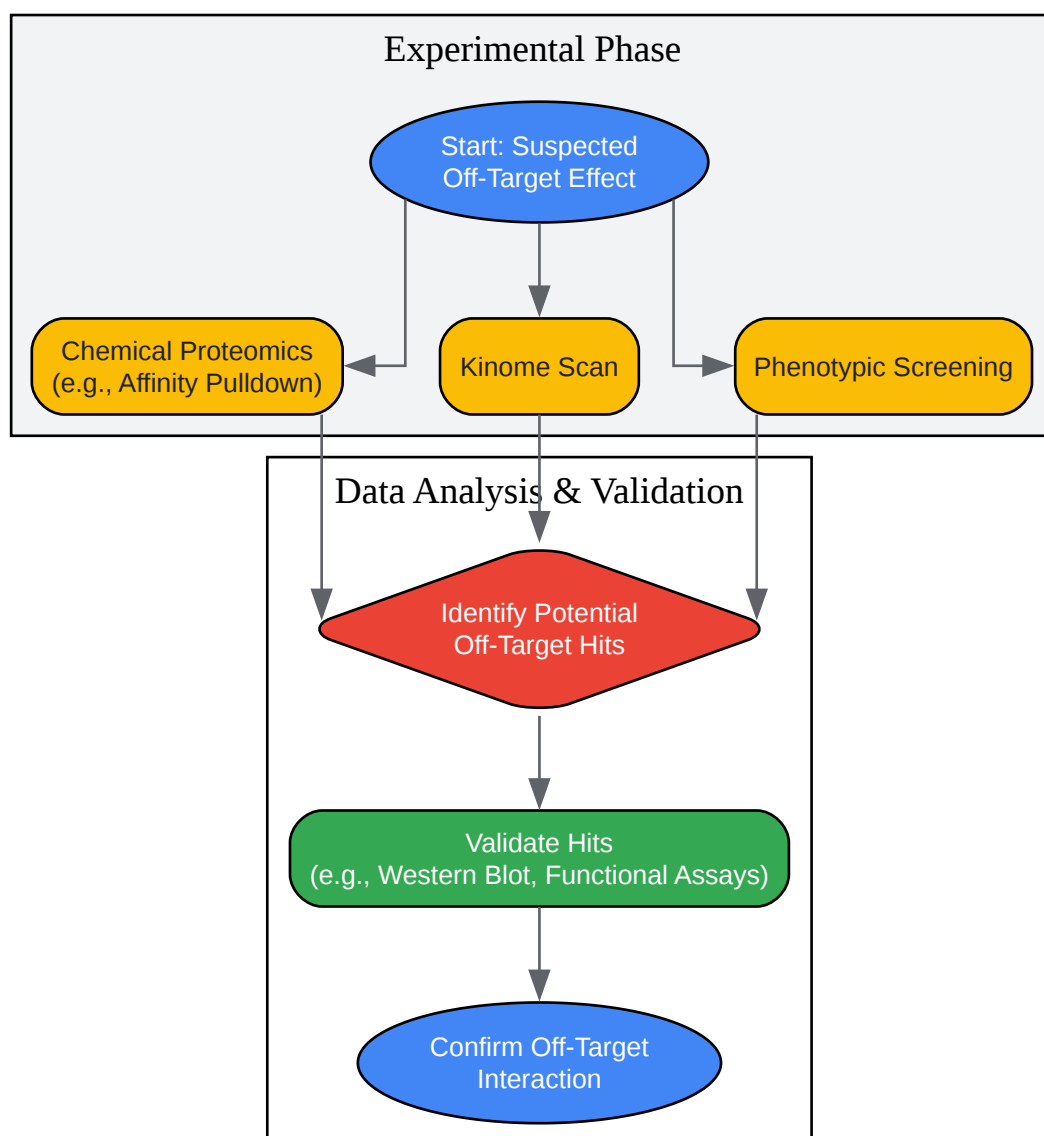 Experimental Phase
Start: Suspected
Off-Target Effect
Chemical Proteomics
(e.g., Affinity Pulldown)
Kinome Scan
Phenotypic Screening
Data Analysis & Validation
Identify Potential
Off-Target Hits
Validate Hits
(e.g., Western Blot, Functional Assays)
Confirm Off-Target
Interaction